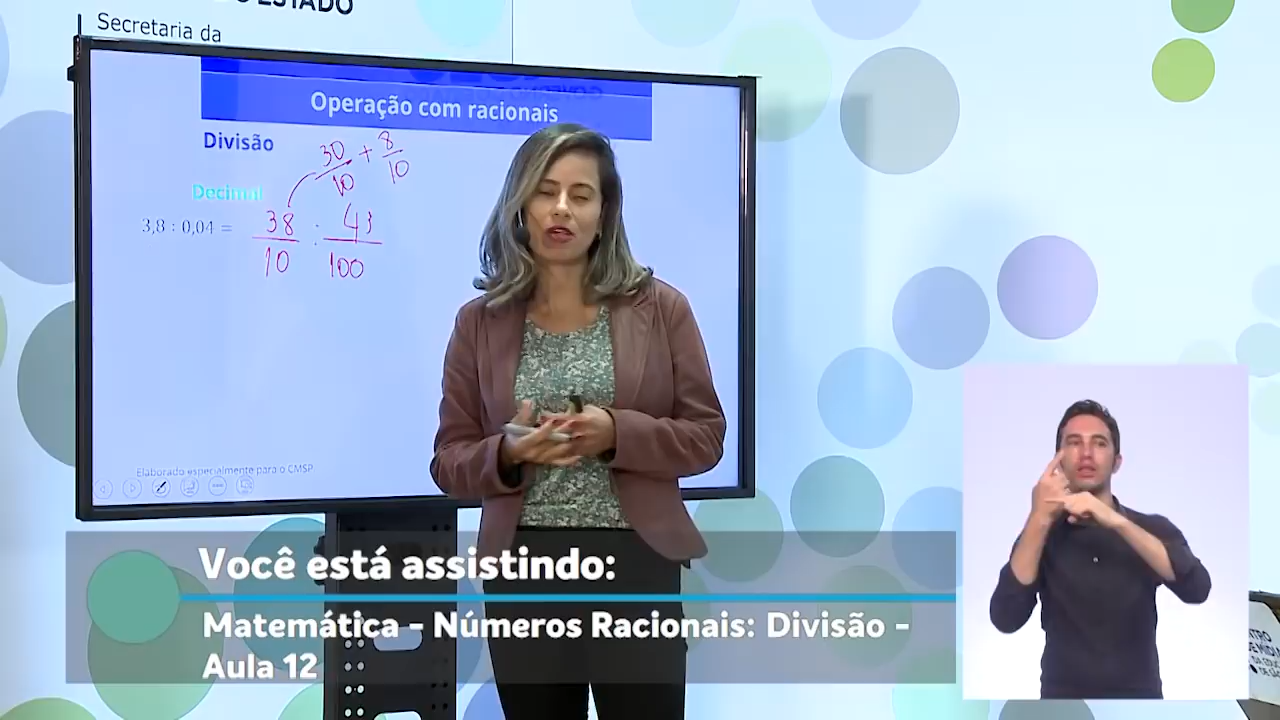 O ESTADO
Secretaria da
Operação com racionais
Divisão
30/10 + 8/10
Decimal
3,8 : 0,04 = 38/10 : 4/100
Elaborado especialmente para o CMSP
Você está assistindo:
Matemática - Números Racionais: Divisão -
Aula 12